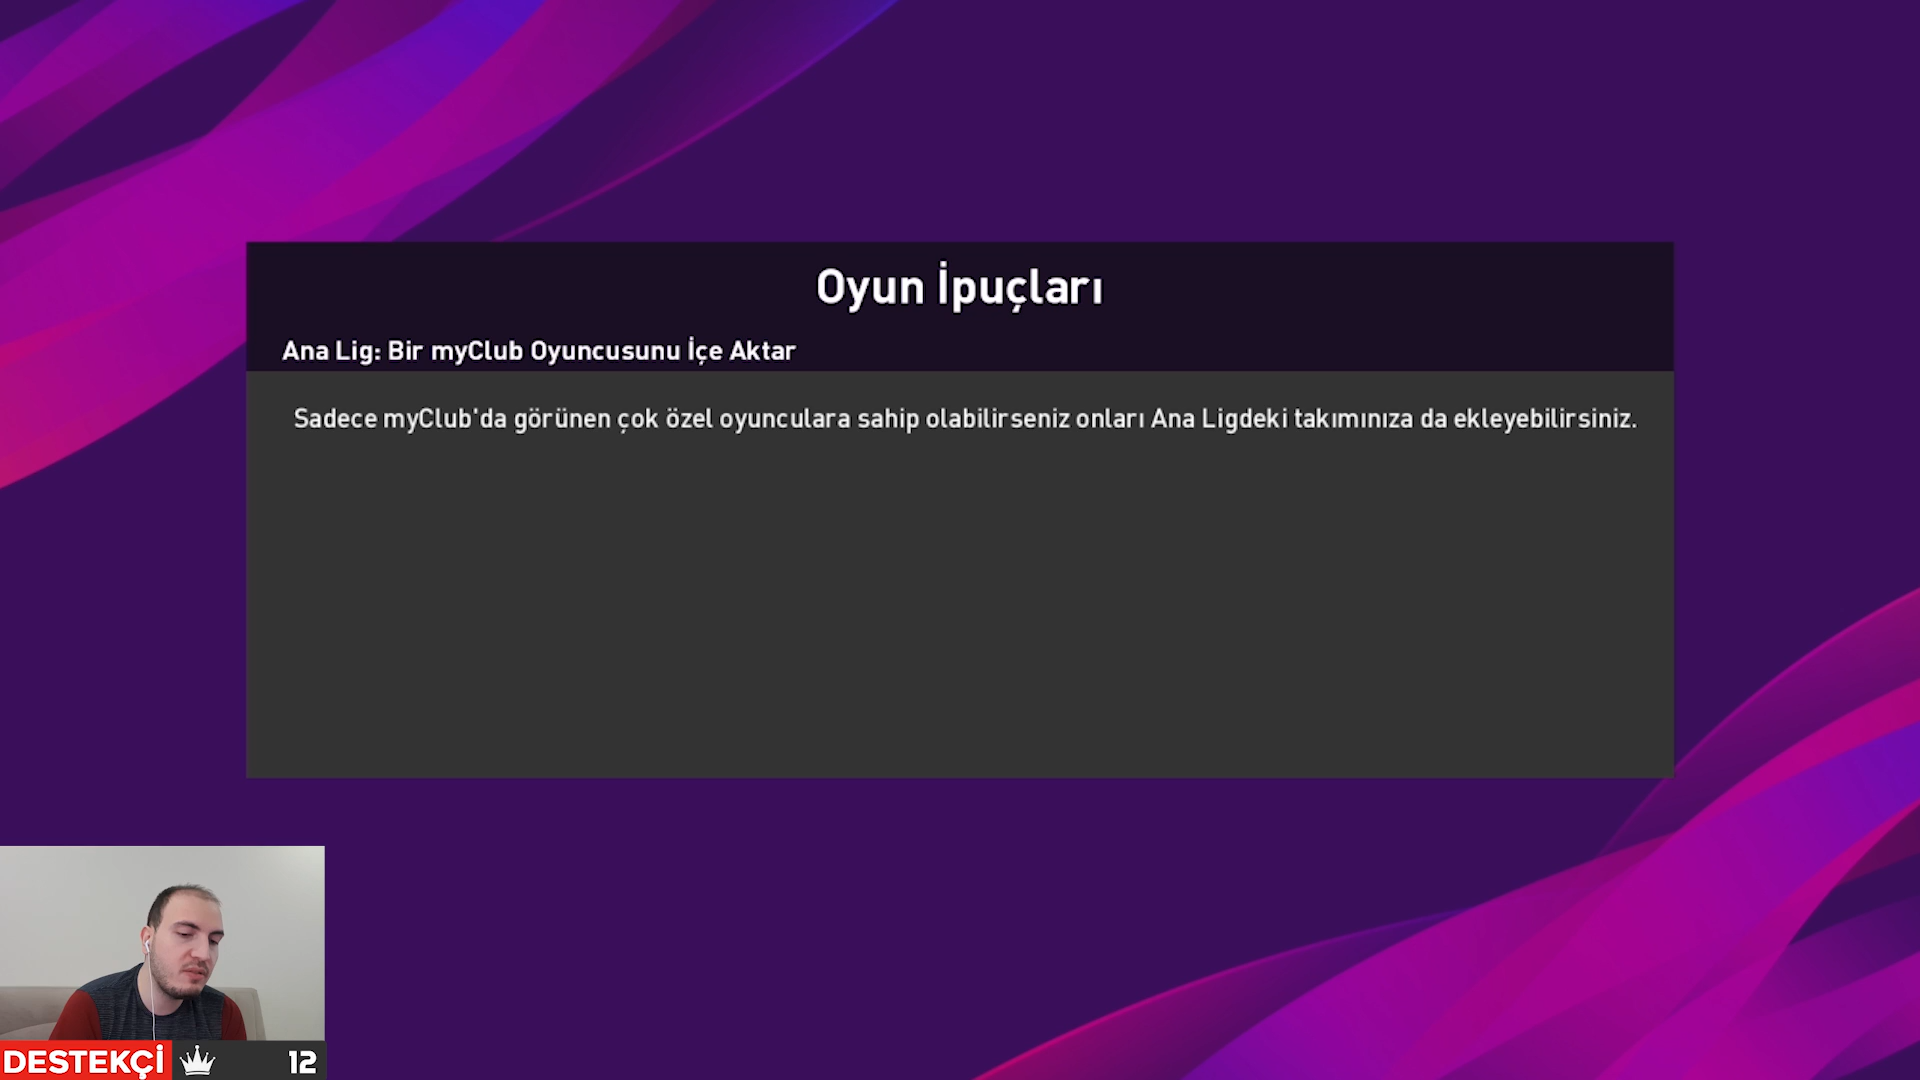 Oyun İpuçları
Ana Lig: Bir myClub Oyuncusunu İçe Aktar
Sadece myClub'da görünen çok özel oyunculara sahip olabilirseniz onları Ana Ligdeki takımınıza da ekleyebilirsiniz.
DESTEKÇİ 12